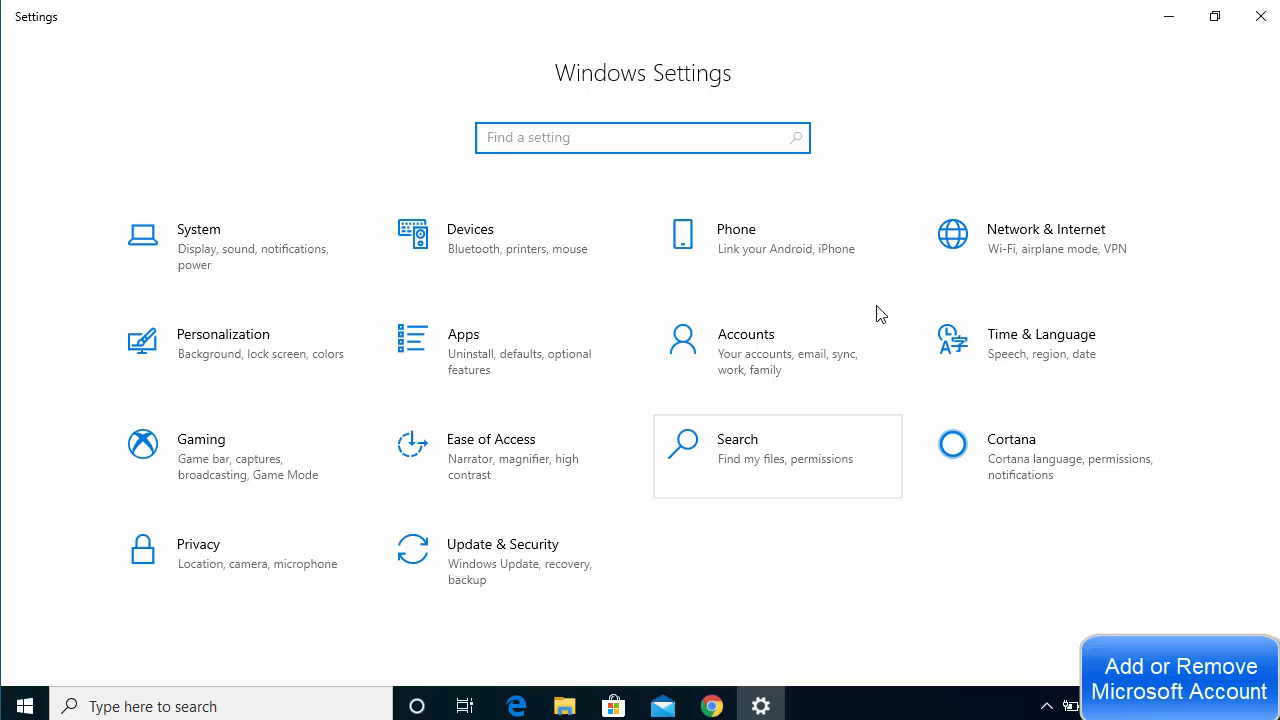 Settings
Windows Settings
Find a setting
System
Display, sound, notifications,
power
Devices
Bluetooth, printers, mouse
Phone
Link your Android, iPhone
Network & Internet
Wi-Fi, airplane mode, VPN
Personalization
Background, lock screen, colors
Apps
Uninstall, defaults, optional
features
Accounts
Your accounts, email, sync,
work, family
Time & Language
Speech, region, date
Gaming
Game bar, captures,
broadcasting, Game Mode
Ease of Access
Narrator, magnifier, high
contrast
Search
Find my files, permissions
Cortana
Cortana language, permissions,
notifications
Privacy
Location, camera, microphone
Update & Security
Windows Update, recovery,
backup
Add or Remove
Microsoft Account
Type here to search